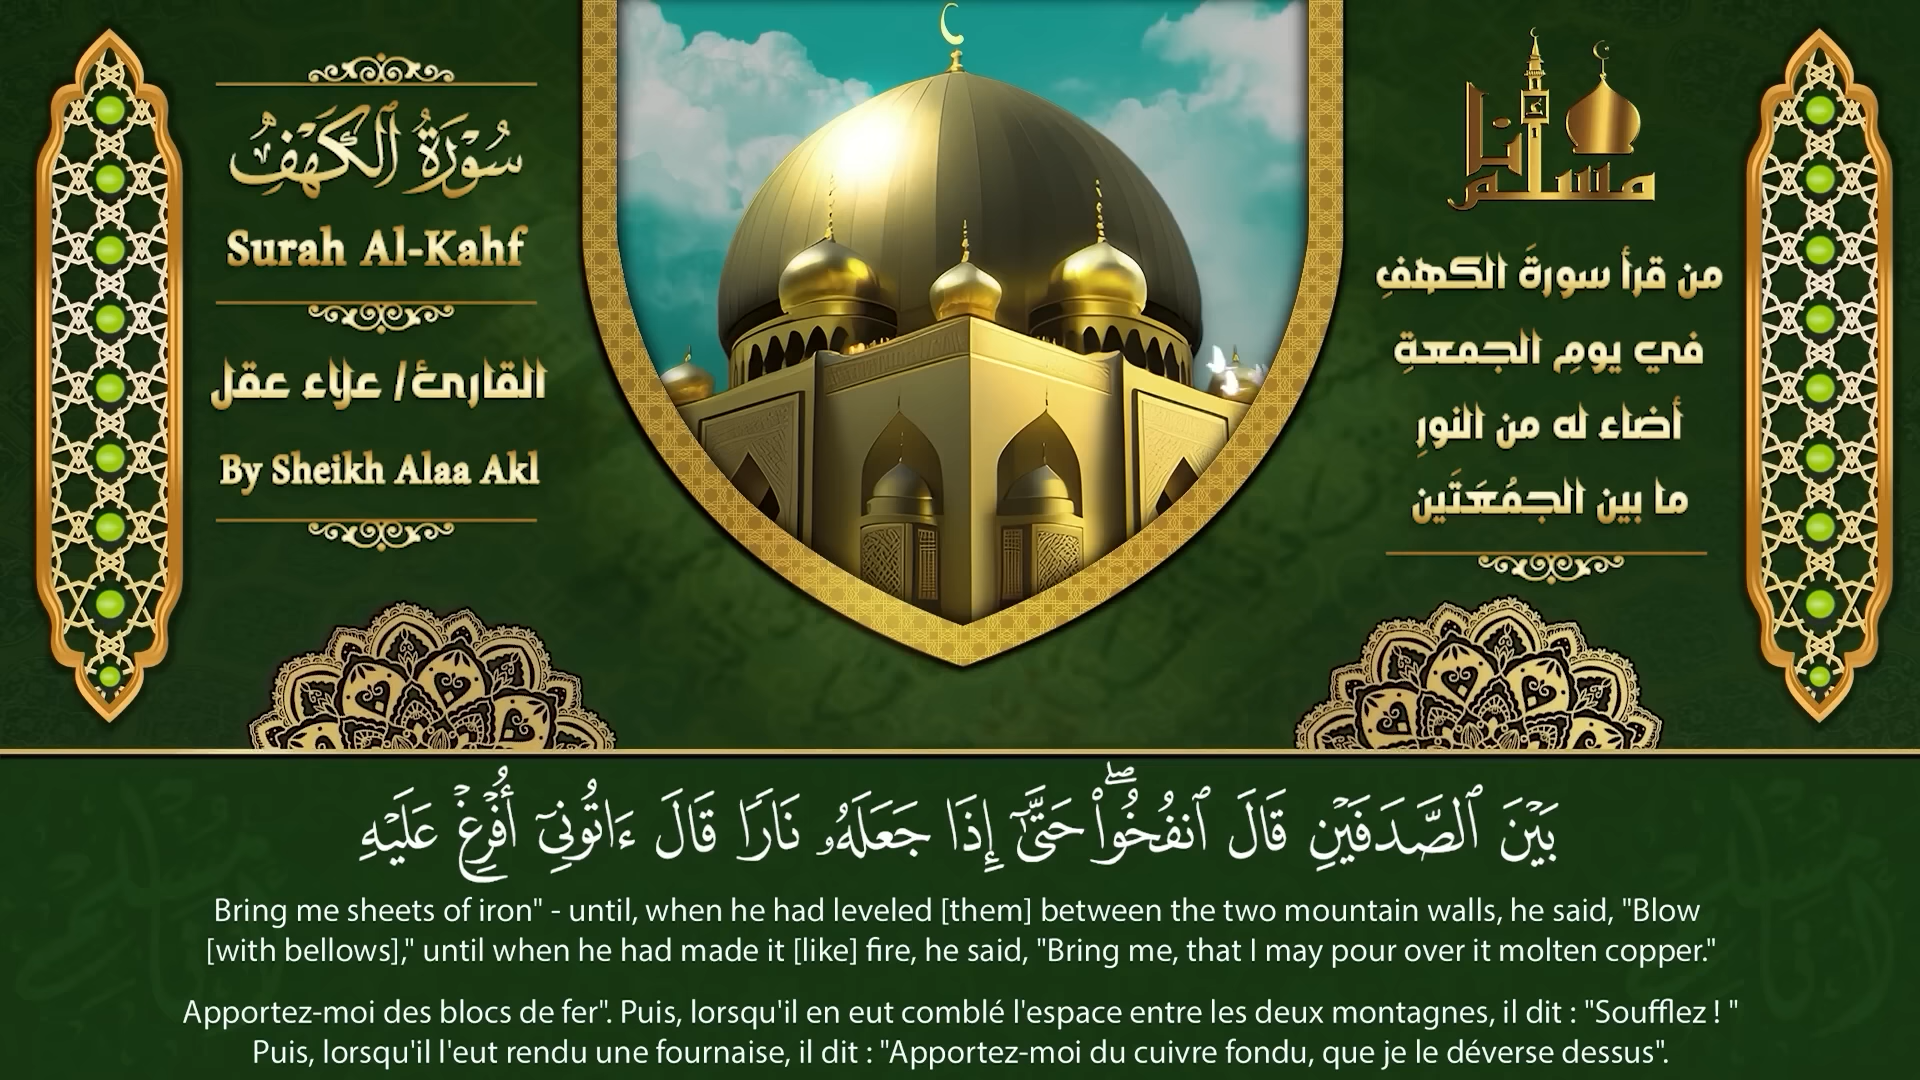 سُورَةُ ٱلْكَهْفِ
Surah Al-Kahf
القارئ / علاء عقل
By Sheikh Alaa Akl
أنا
مسلم
من قرأ سورةَ الكهفِ
في يومِ الجمعةِ
أضاء له من النورِ
ما بين الجمُعَتَين
بَيْنَ ٱلصَّدَفَيْنِ قَالَ ٱنفُخُوا۟ ۖ حَتَّىٰٓ إِذَا جَعَلَهُۥ نَارًا قَالَ ءَاتُونِىٓ أُفْرِغْ عَلَيْهِ
Bring me sheets of iron" - until, when he had leveled [them] between the two mountain walls, he said, "Blow
[with bellows]," until when he had made it [like] fire, he said, "Bring me, that I may pour over it molten copper."
Apportez-moi des blocs de fer". Puis, lorsqu'il en eut comblé l'espace entre les deux montagnes, il dit : "Soufflez ! "
Puis, lorsqu'il l'eut rendu une fournaise, il dit : "Apportez-moi du cuivre fondu, que je le déverse dessus".